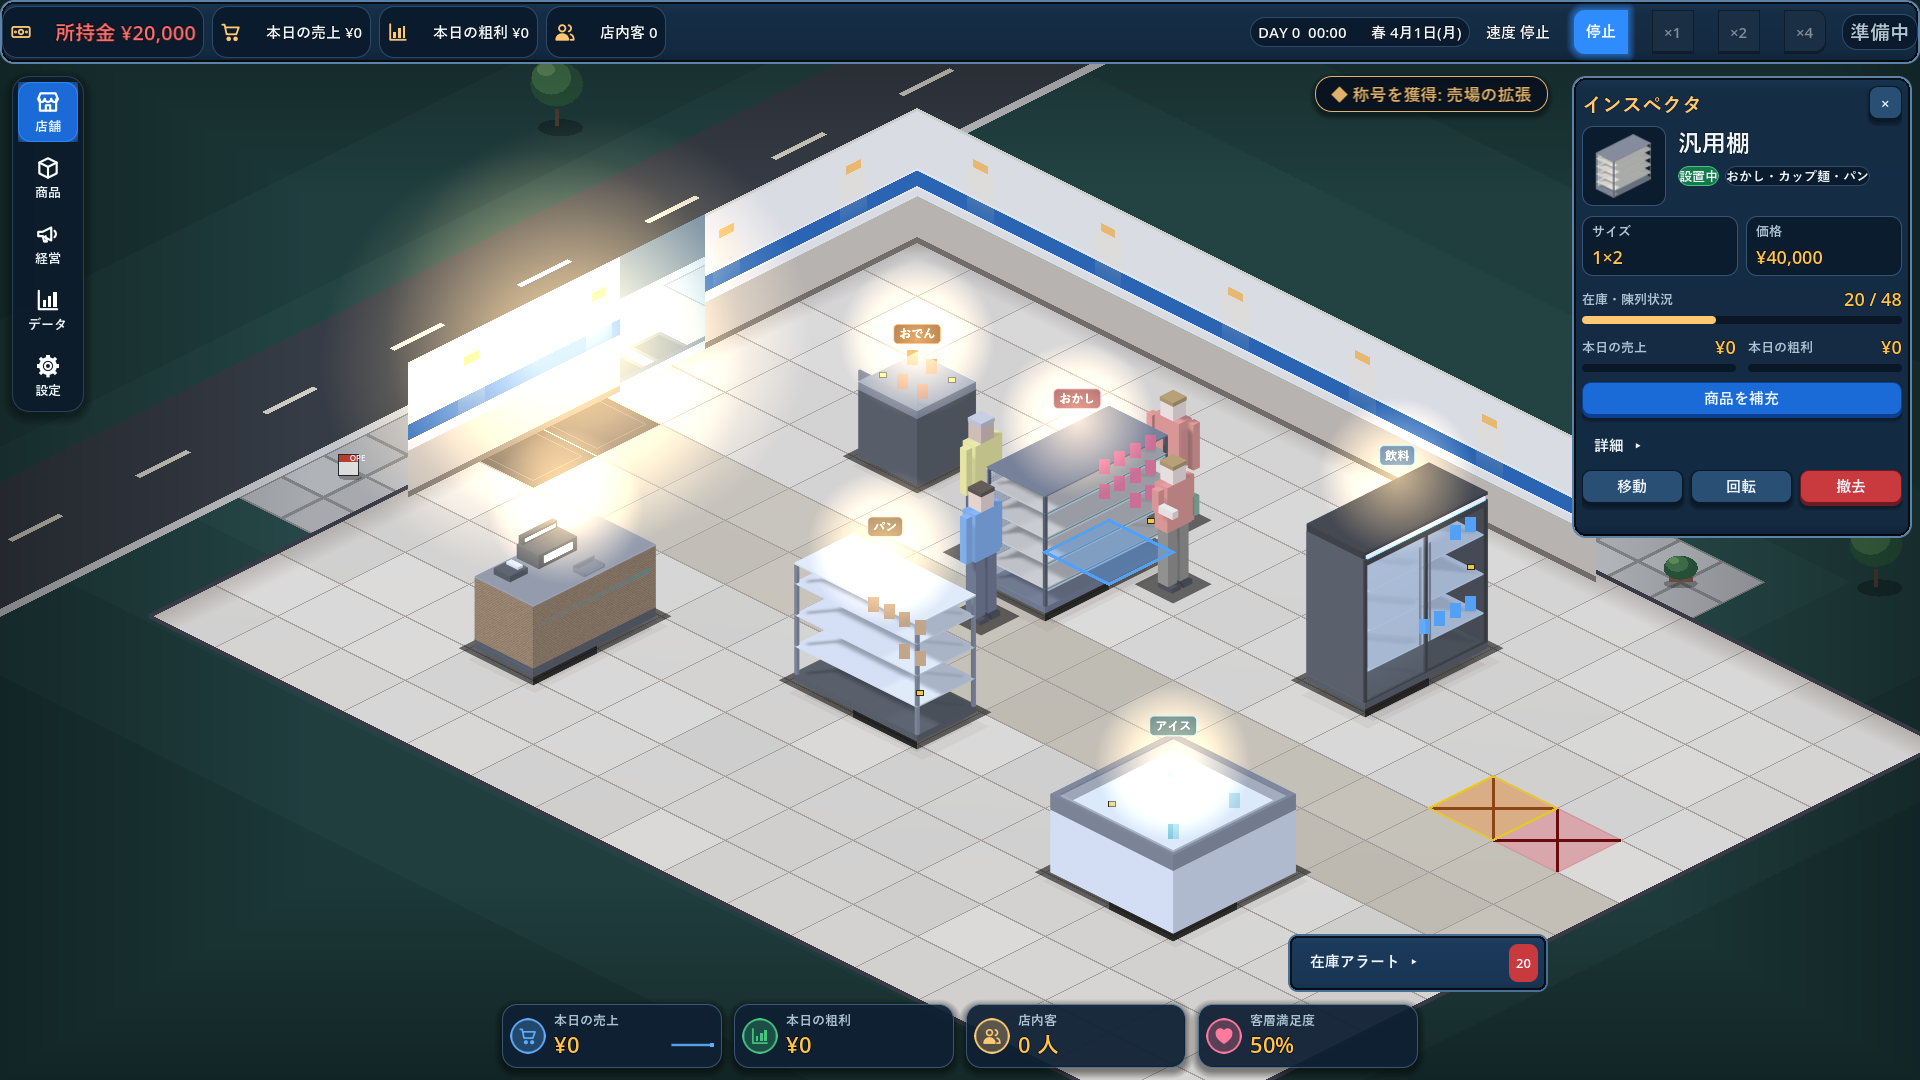 所持金 ¥20,000
本日の売上 ¥0
本日の粗利 ¥0
店内客 0
DAY 0 00:00 春 4月1日(月)
速度 停止
停止
×1
×2
×4
準備中
店舗
商品
経営
データ
設定
◆ 称号を獲得: 売場の拡張
インスペクタ
×
汎用棚
設置中
おかし・カップ麺・パン
サイズ
1×2
価格
¥40,000
在庫・陳列状況
20 / 48
本日の売上 ¥0
本日の粗利 ¥0
商品を補充
詳細 ▸
移動
回転
撤去
おでん
おかし
飲料
パン
アイス
OPE
在庫アラート ▸
20
本日の売上
¥0
本日の粗利
¥0
店内客
0 人
客層満足度
50%